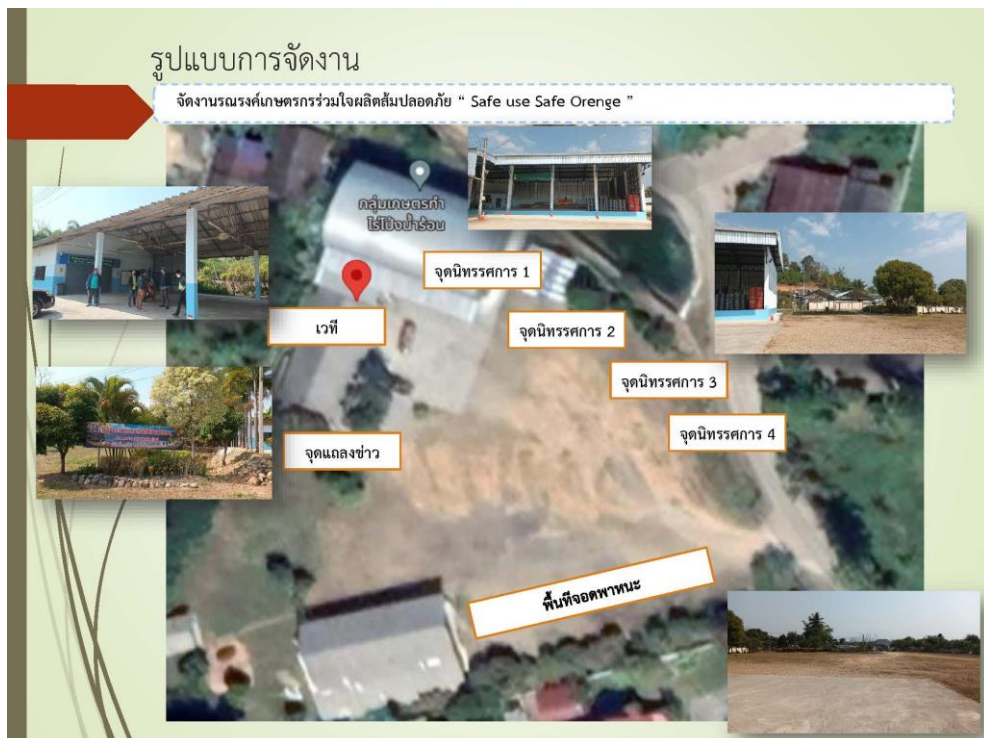 รูปแบบการจัดงาน
จัดงานรณรงค์เกษตรกรร่วมใจผลิตส้มปลอดภัย “ Safe use Safe Orenge ”
กลุ่มเกษตรทำ
ไร่โป่งน้ำร้อน
จุดนิทรรศการ 1
เวที
จุดนิทรรศการ 2
จุดนิทรรศการ 3
จุดนิทรรศการ 4
จุดแถลงข่าว
พื้นที่จอดพาหนะ